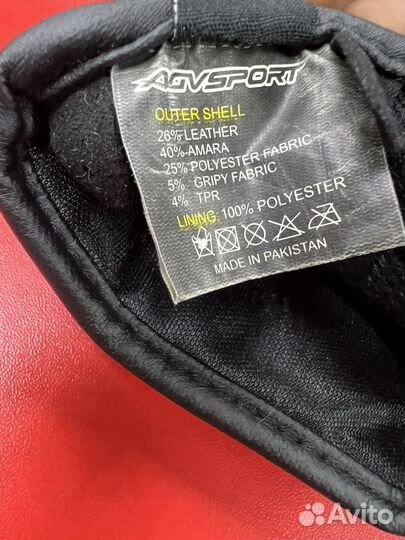 AGVSPORT
OUTER SHELL
26% LEATHER
40%-AMARA
25% POLYESTER FABRIC
5% GRIPY FABRIC
4% TPR
LINING: 100% POLYESTER
MADE IN PAKISTAN
Avito